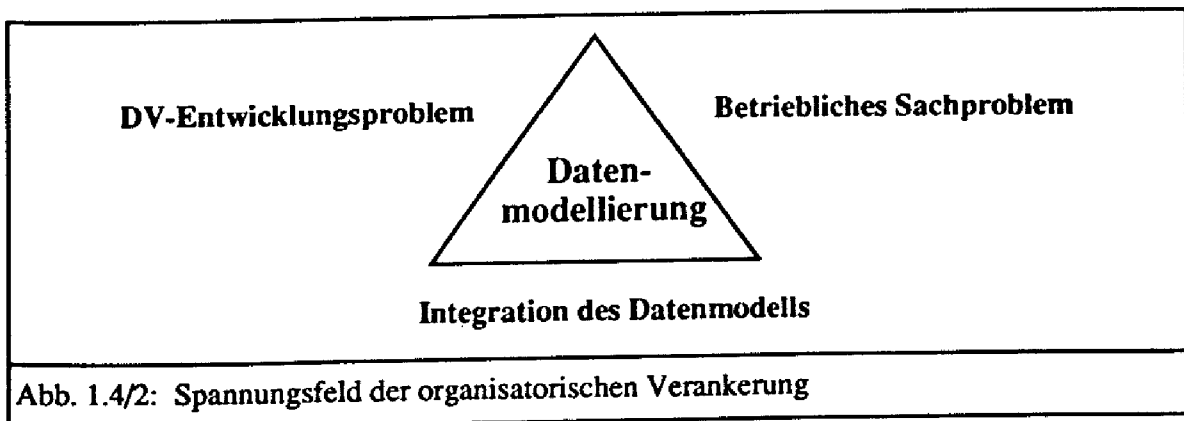 DV-Entwicklungsproblem
Betriebliches Sachproblem
Daten-
modellierung
Integration des Datenmodells
Abb. 1.4/2: Spannungsfeld der organisatorischen Verankerung